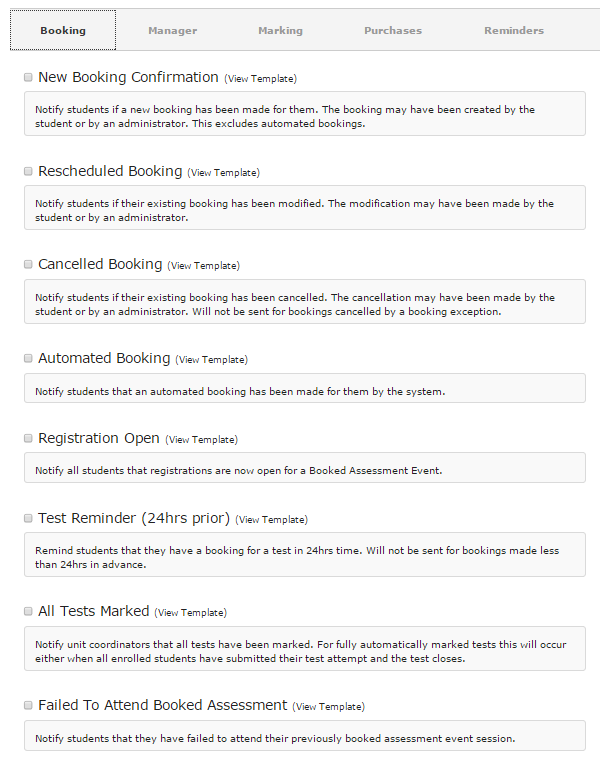 Booking Manager Marking Purchases Reminders
New Booking Confirmation (View Template)
Notify students if a new booking has been made for them. The booking may have been created by the
student or by an administrator. This excludes automated bookings.
Rescheduled Booking (View Template)
Notify students if their existing booking has been modified. The modification may have been made by the
student or by an administrator.
Cancelled Booking (View Template)
Notify students if their existing booking has been cancelled. The cancellation may have been made by the
student or by an administrator. Will not be sent for bookings cancelled by a booking exception.
Automated Booking (View Template)
Notify students that an automated booking has been made for them by the system.
Registration Open (View Template)
Notify all students that registrations are now open for a Booked Assessment Event.
Test Reminder (24hrs prior) (View Template)
Remind students that they have a booking for a test in 24hrs time. Will not be sent for bookings made less
than 24hrs in advance.
All Tests Marked (View Template)
Notify unit coordinators that all tests have been marked. For fully automatically marked tests this will occur
either when all enrolled students have submitted their test attempt and the test closes.
Failed To Attend Booked Assessment (View Template)
Notify students that they have failed to attend their previously booked assessment event session.